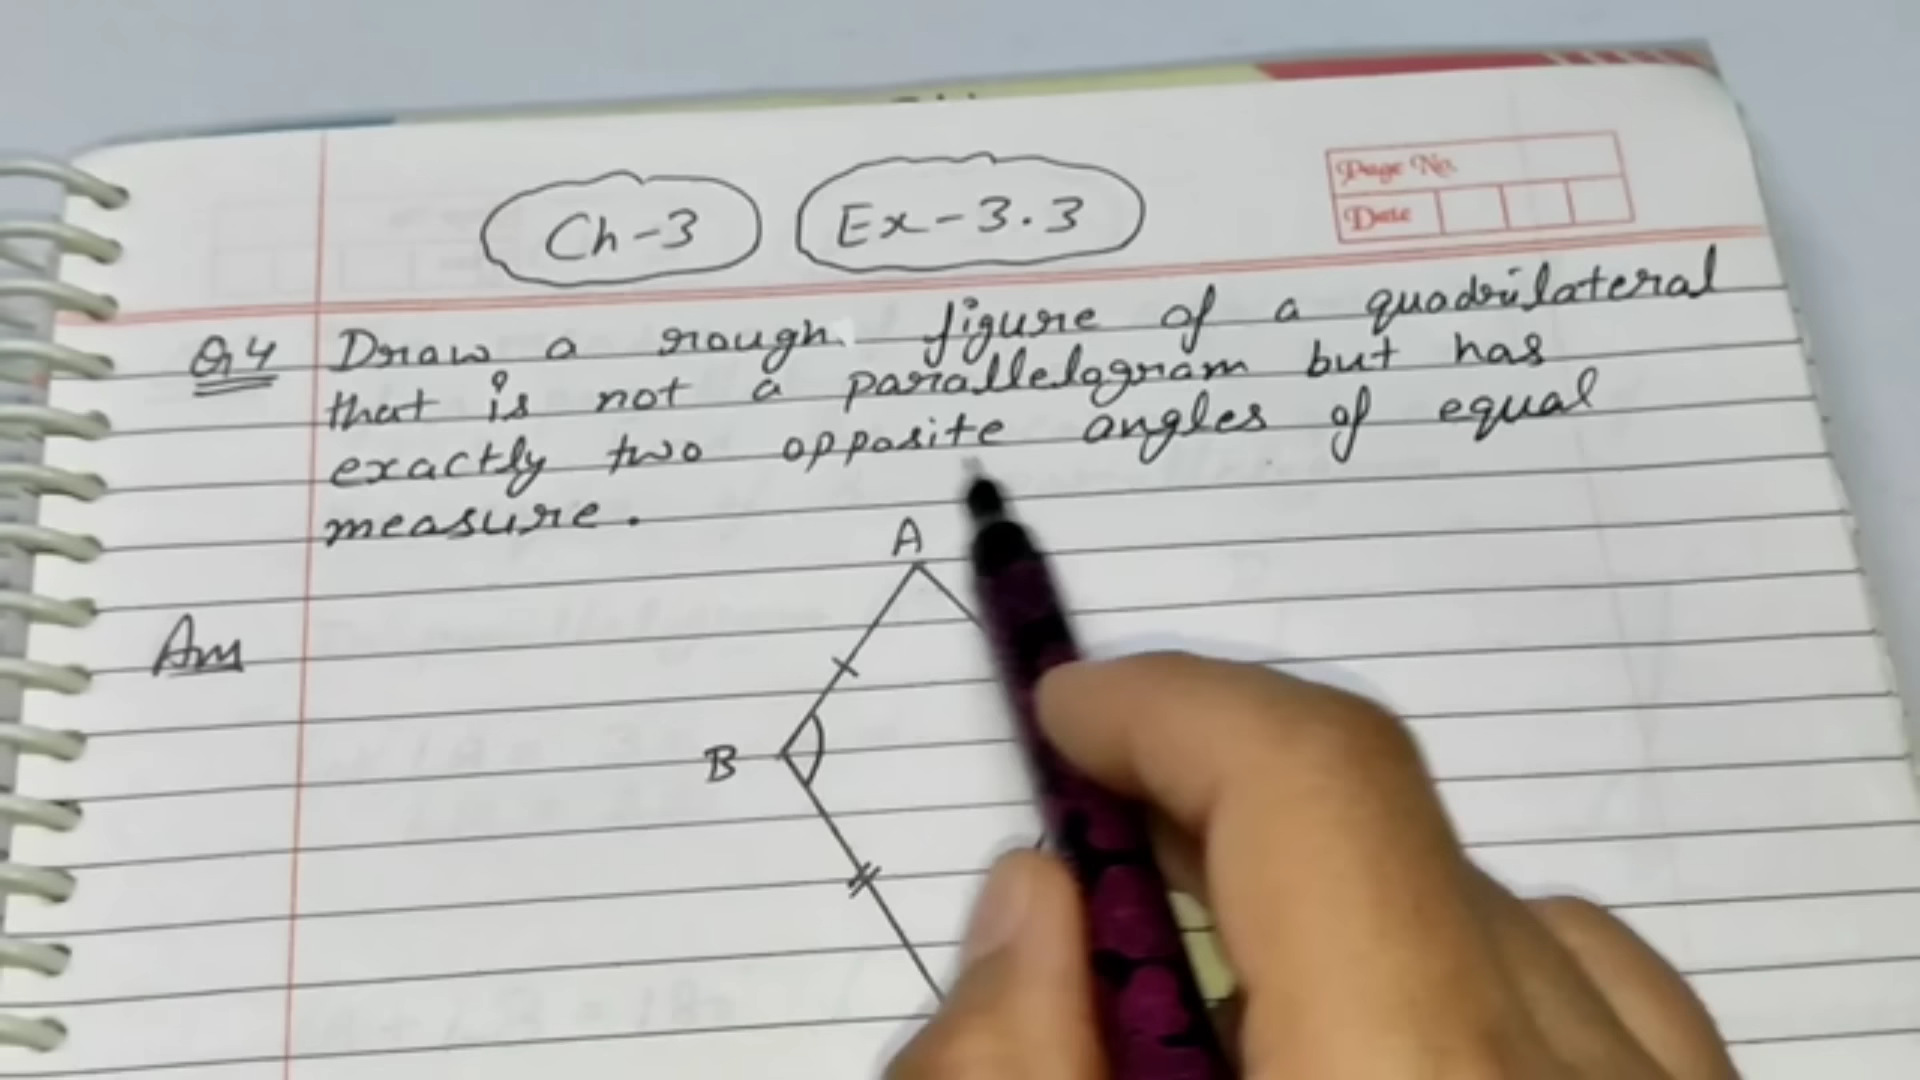 Ch-3 Ex-3.3
Page No.
Date
Q4 Draw a rough figure of a quadrilateral
that is not a parallelogram but has
exactly two opposite angles of equal
measure.
A
Ans
B